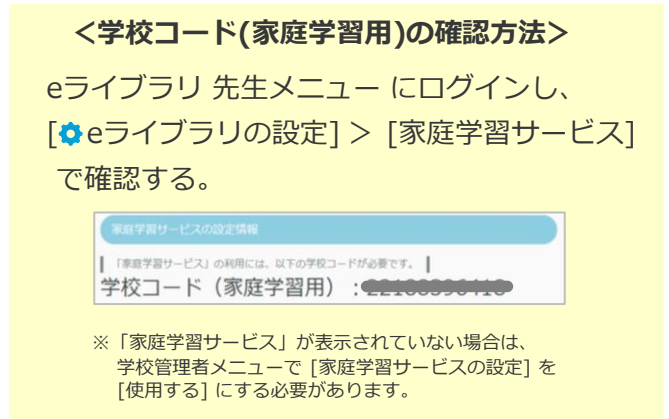 ＜学校コード(家庭学習用)の確認方法＞
eライブラリ 先生メニュー にログインし、
[eライブラリの設定]＞ [家庭学習サービス]
で確認する。
家庭学習サービスの設定情報
「家庭学習サービス」の利用には、以下の学校コードが必要です。
学校コード（家庭学習用）：
※「家庭学習サービス」が表示されていない場合は、
学校管理者メニューで [家庭学習サービスの設定] を
[使用する] にする必要があります。